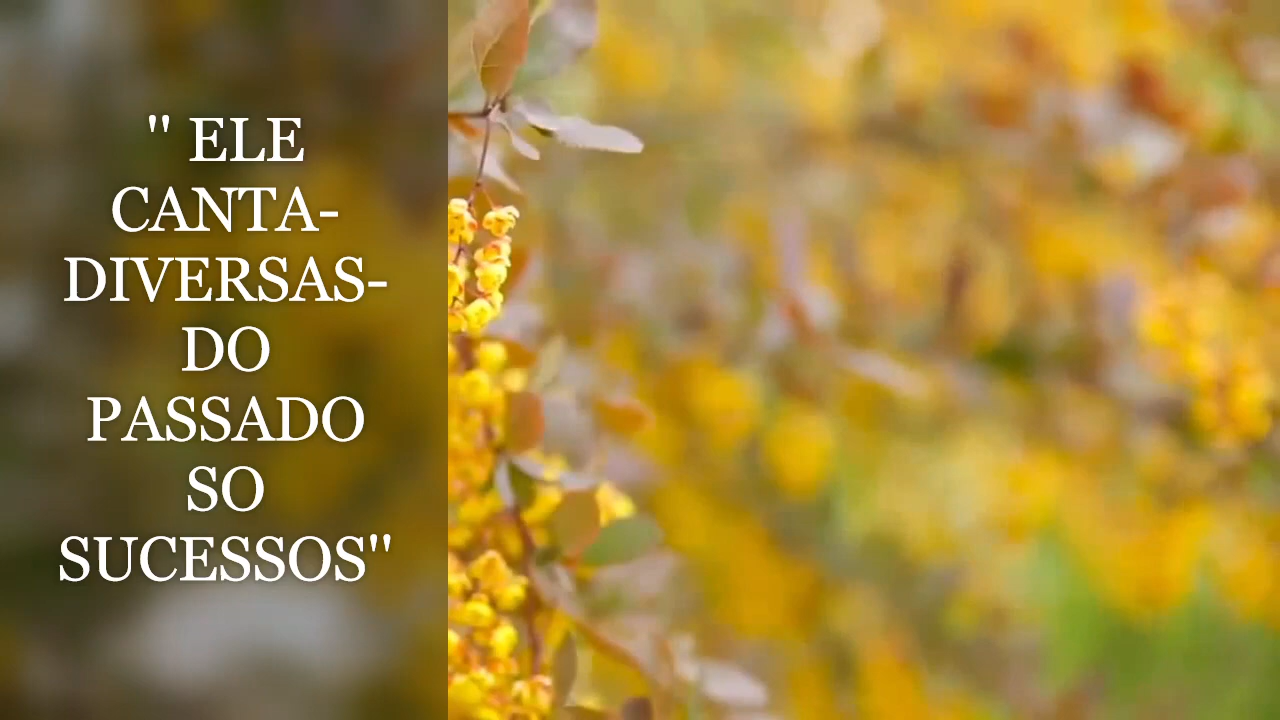 " ELE
CANTA-
DIVERSAS-
DO
PASSADO
SO
SUCESSOS"